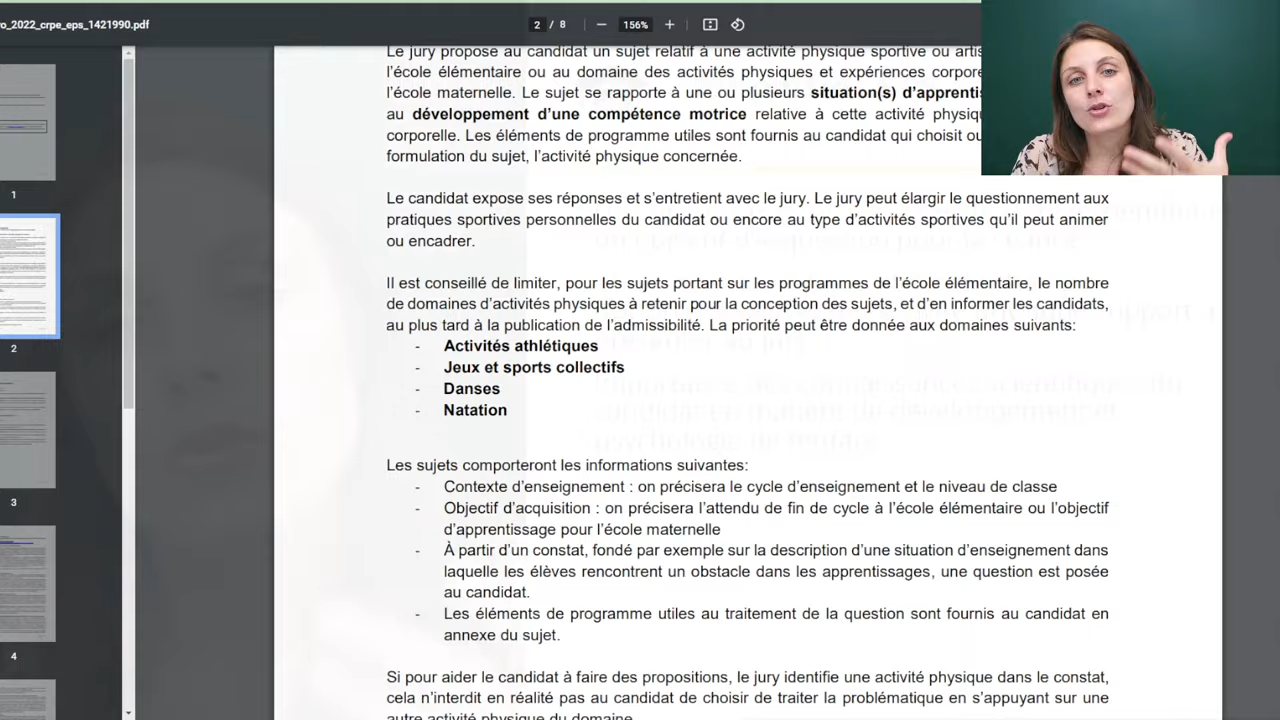 o_2022_crpe_eps_1421990.pdf
2 / 8
156%
Le jury propose au candidat un sujet relatif à une activité physique sportive ou
l'école élémentaire ou au domaine des activités physiques et expériences
l'école maternelle. Le sujet se rapporte à une ou plusieurs situation(s)
au développement d'une compétence motrice relative à cette activité
corporelle. Les éléments de programme utiles sont fournis au candidat qui choisit
formulation du sujet, l'activité physique concernée.
Le candidat expose ses réponses et s'entretient avec le jury. Le jury peut élargir le questionnement aux
pratiques sportives personnelles du candidat ou encore au type d'activités sportives qu'il peut animer
ou encadrer.
Il est conseillé de limiter, pour les sujets portant sur les programmes de l'école élémentaire, le nombre
de domaines d'activités physiques à retenir pour la conception des sujets, et d'en informer les candidats,
au plus tard à la publication de l'admissibilité. La priorité peut être donnée aux domaines suivants:
- Activités athlétiques
- Jeux et sports collectifs
- Danses
- Natation
Les sujets comporteront les informations suivantes:
- Contexte d'enseignement : on précisera le cycle d'enseignement et le niveau de classe
- Objectif d'acquisition : on précisera l'attendu de fin de cycle à l'école élémentaire ou l'objectif
d'apprentissage pour l'école maternelle
- À partir d'un constat, fondé par exemple sur la description d'une situation d'enseignement dans
laquelle les élèves rencontrent un obstacle dans les apprentissages, une question est posée
au candidat.
- Les éléments de programme utiles au traitement de la question sont fournis au candidat en
annexe du sujet.
Si pour aider le candidat à faire des propositions, le jury identifie une activité physique dans le constat,
cela n'interdit en réalité pas au candidat de choisir de traiter la problématique en s'appuyant sur une
autre activité physique du domaine.
1
2
3
4